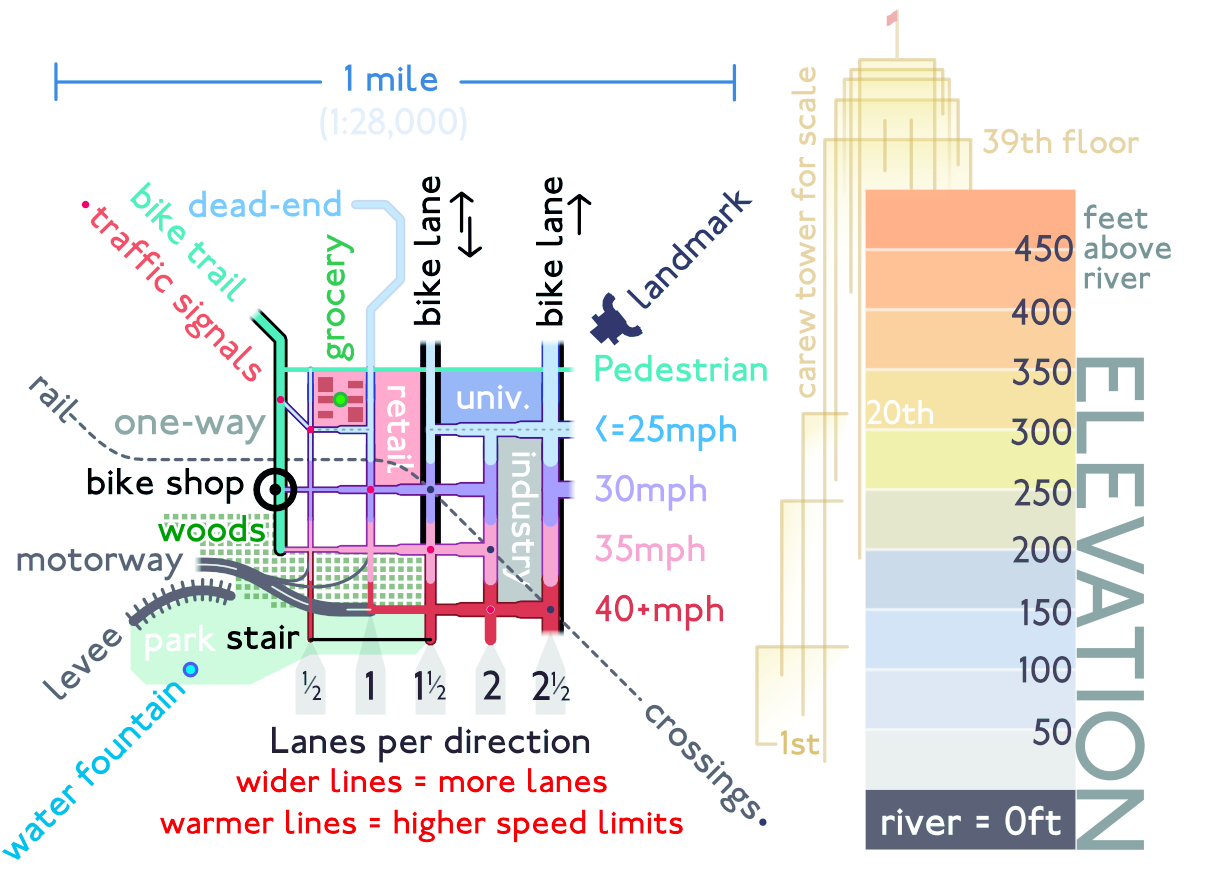 1 mile
(1:28,000)
carew tower for scale
39th floor
20th
1st
bike trail
traffic signals
dead-end
grocery
bike lane
bike lane
landmark
rail
one-way
bike shop
woods
motorway
levee
park
stair
water fountain
retail
univ.
industry
Pedestrian
<=25mph
30mph
35mph
40+mph
½
1
1½
2
2½
Lanes per direction
wider lines = more lanes
warmer lines = higher speed limits
crossings.
feet
above
river
450
400
350
300
250
200
150
100
50
river = 0ft
ELEVATION